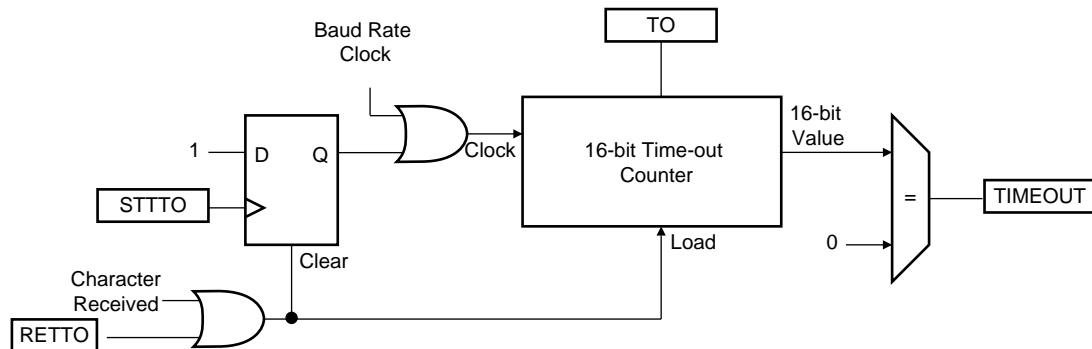 TO
Baud Rate
Clock
16-bit
Value
1
D
Q
Clock
16-bit Time-out
Counter
STTTO
=
TIMEOUT
Clear
Load
0
Character
Received
RETTO